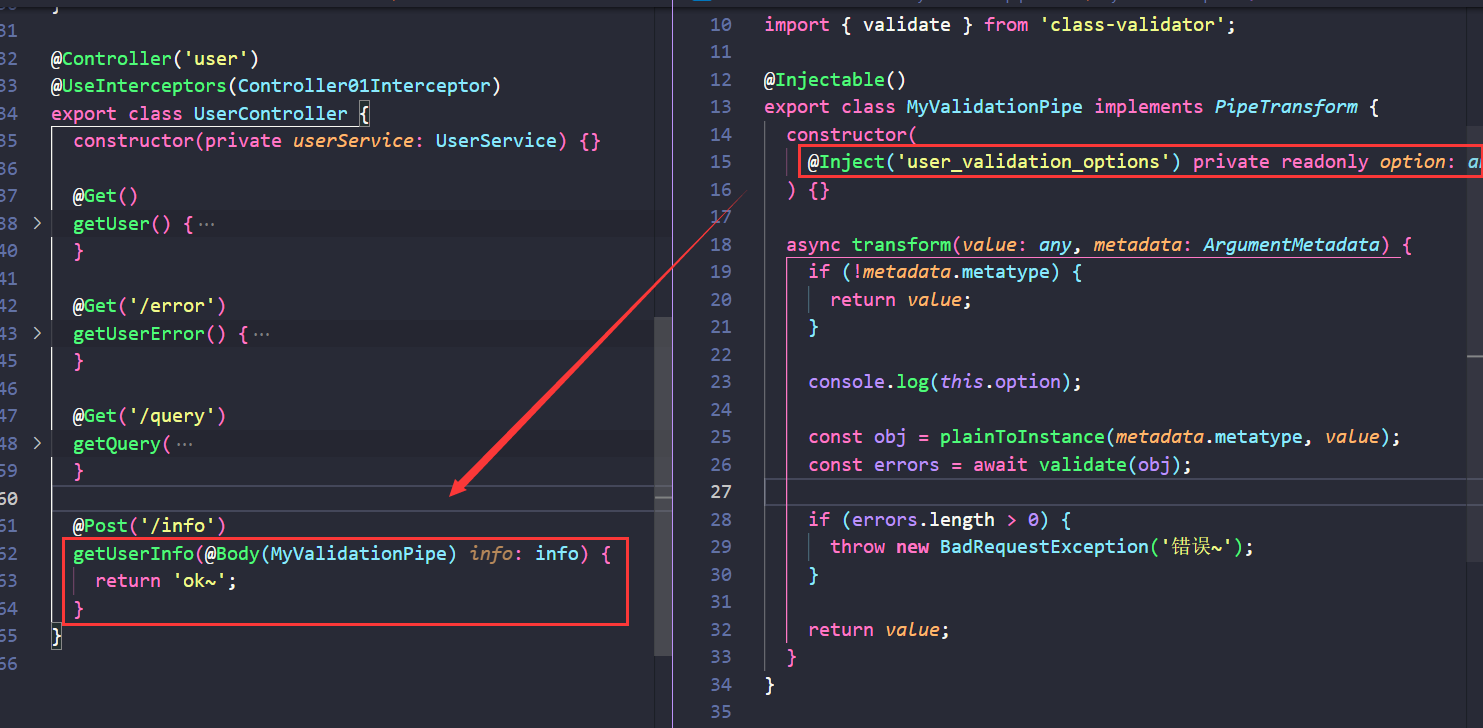 31
32 @Controller('user')
33 @UseInterceptors(Controller01Interceptor)
34 export class UserController {
35 constructor(private userService: UserService) {}
36
37 @Get()
38 getUser() { ···
40 }
41
42 @Get('/error')
43 getUserError() { ···
45 }
46
47 @Get('/query')
48 getQuery( ···
59 }
60
61 @Post('/info')
62 getUserInfo(@Body(MyValidationPipe) info: info) {
63 return 'ok~';
64 }
65 }
66
10 import { validate } from 'class-validator';
11
12 @Injectable()
13 export class MyValidationPipe implements PipeTransform {
14 constructor(
15 @Inject('user_validation_options') private readonly option:
16 ) {}
17
18 async transform(value: any, metadata: ArgumentMetadata) {
19 if (!metadata.metatype) {
20 return value;
21 }
22
23 console.log(this.option);
24
25 const obj = plainToInstance(metadata.metatype, value);
26 const errors = await validate(obj);
27
28 if (errors.length > 0) {
29 throw new BadRequestException('错误~');
30 }
31
32 return value;
33 }
34 }
35